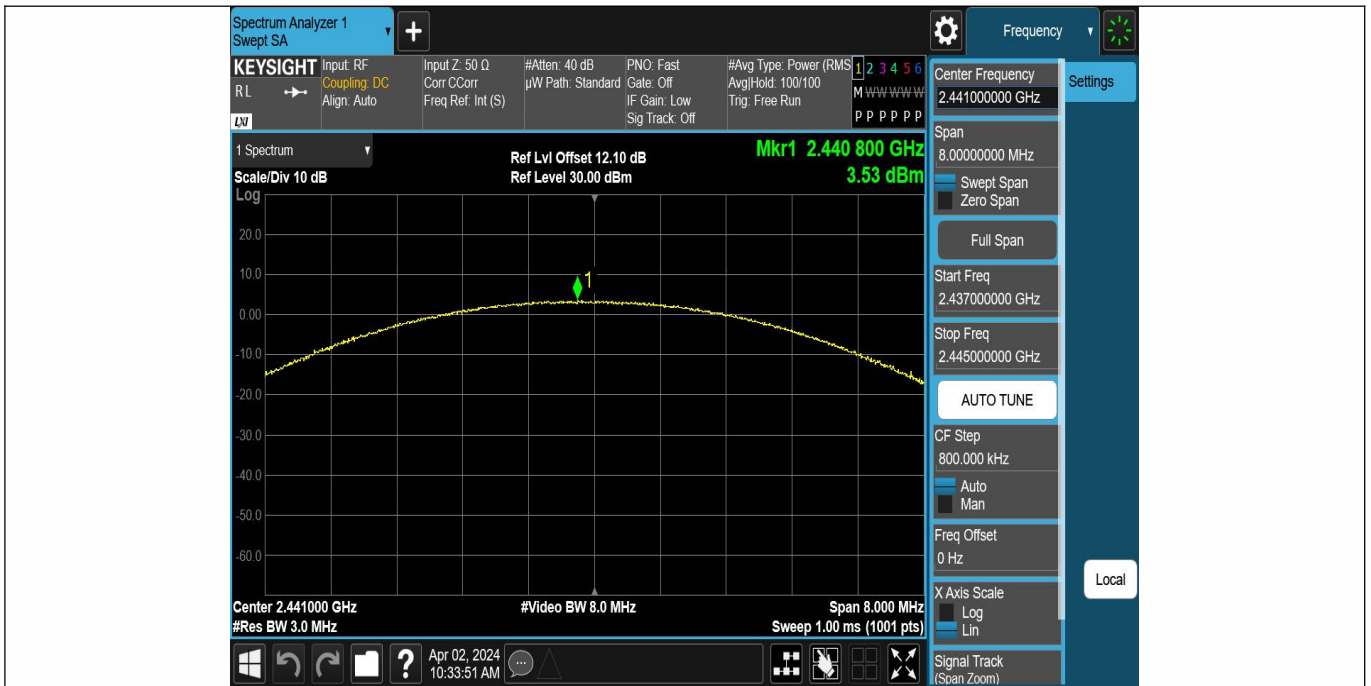 Spectrum Analyzer 1
Swept SA
Frequency
KEYSIGHT
RL
LXI
Input: RF
Coupling: DC
Align: Auto
Input Z: 50 Ω
Corr CCorr
Freq Ref: Int (S)
#Atten: 40 dB
µW Path: Standard
PNO: Fast
Gate: Off
IF Gain: Low
Sig Track: Off
#Avg Type: Power (RMS
Avg|Hold: 100/100
Trig: Free Run
1 2 3 4 5 6
M W W W W W
P P P P P P
1 Spectrum
Scale/Div 10 dB
Log
Ref Lvl Offset 12.10 dB
Ref Level 30.00 dBm
Mkr1 2.440 800 GHz
3.53 dBm
20.0
10.0
0.00
-10.0
-20.0
-30.0
-40.0
-50.0
-60.0
1
Center 2.441000 GHz
#Res BW 3.0 MHz
#Video BW 8.0 MHz
Span 8.000 MHz
Sweep 1.00 ms (1001 pts)
Center Frequency
2.441000000 GHz
Settings
Span
8.00000000 MHz
Swept Span
Zero Span
Full Span
Start Freq
2.437000000 GHz
Stop Freq
2.445000000 GHz
AUTO TUNE
CF Step
800.000 kHz
Auto
Man
Freq Offset
0 Hz
X Axis Scale
Log
Lin
Local
Signal Track
(Span Zoom)
?
Apr 02, 2024
10:33:51 AM